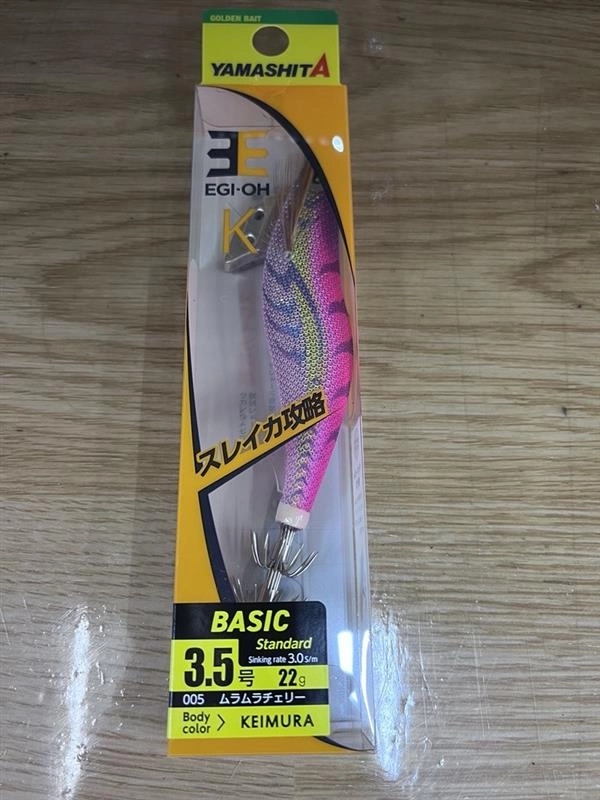 GOLDEN BAIT
YAMASHITA
EGI-OH
K
スレイカ攻略
BASIC
Standard
3.5号 Sinking rate 3.0 S/m
22g
005 ムラムラチェリー
Body color > KEIMURA